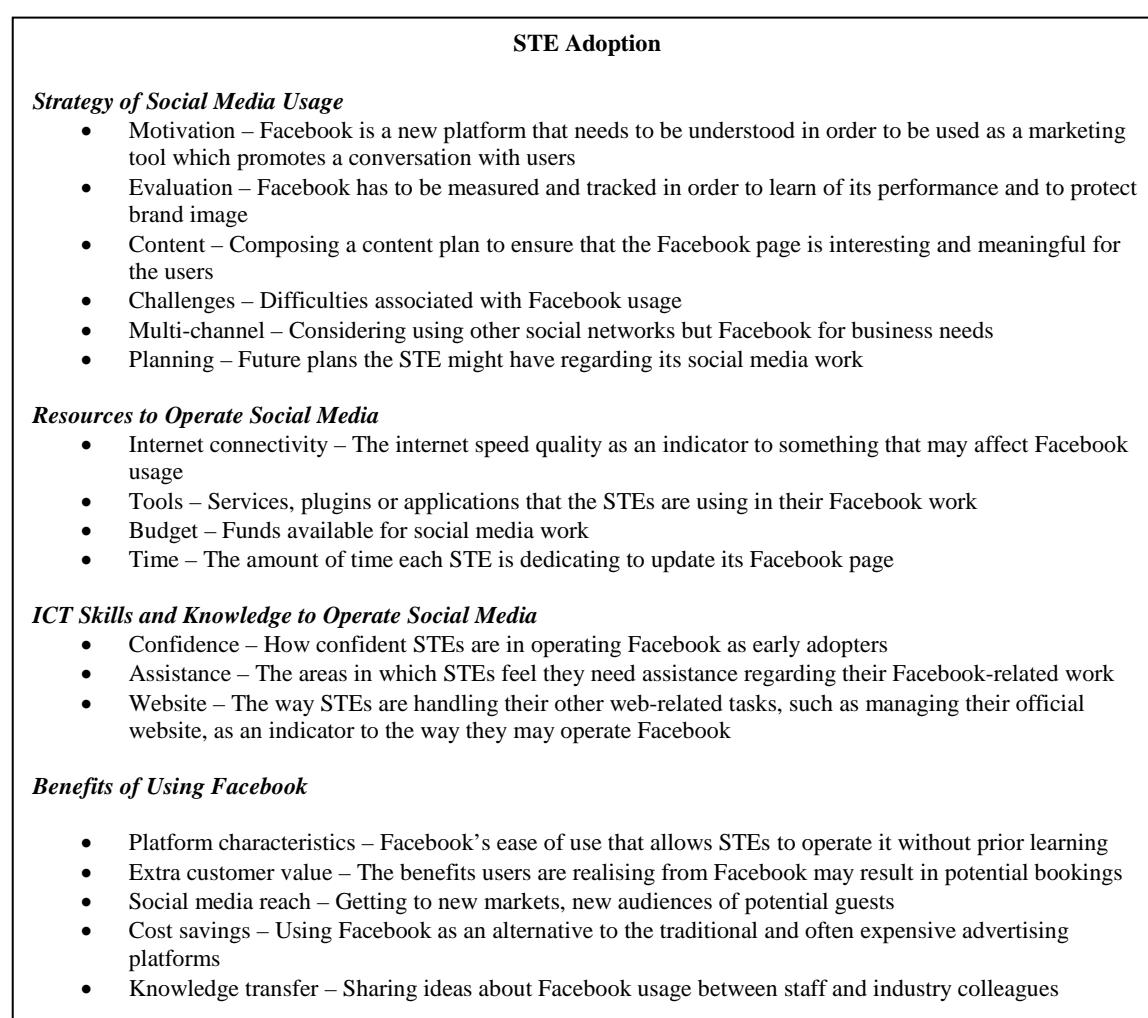 STE Adoption
Strategy of Social Media Usage
• Motivation – Facebook is a new platform that needs to be understood in order to be used as a marketing
tool which promotes a conversation with users
• Evaluation – Facebook has to be measured and tracked in order to learn of its performance and to protect
brand image
• Content – Composing a content plan to ensure that the Facebook page is interesting and meaningful for
the users
• Challenges – Difficulties associated with Facebook usage
• Multi-channel – Considering using other social networks but Facebook for business needs
• Planning – Future plans the STE might have regarding its social media work
Resources to Operate Social Media
• Internet connectivity – The internet speed quality as an indicator to something that may affect Facebook
usage
• Tools – Services, plugins or applications that the STEs are using in their Facebook work
• Budget – Funds available for social media work
• Time – The amount of time each STE is dedicating to update its Facebook page
ICT Skills and Knowledge to Operate Social Media
• Confidence – How confident STEs are in operating Facebook as early adopters
• Assistance – The areas in which STEs feel they need assistance regarding their Facebook-related work
• Website – The way STEs are handling their other web-related tasks, such as managing their official
website, as an indicator to the way they may operate Facebook
Benefits of Using Facebook
• Platform characteristics – Facebook’s ease of use that allows STEs to operate it without prior learning
• Extra customer value – The benefits users are realising from Facebook may result in potential bookings
• Social media reach – Getting to new markets, new audiences of potential guests
• Cost savings – Using Facebook as an alternative to the traditional and often expensive advertising
platforms
• Knowledge transfer – Sharing ideas about Facebook usage between staff and industry colleagues